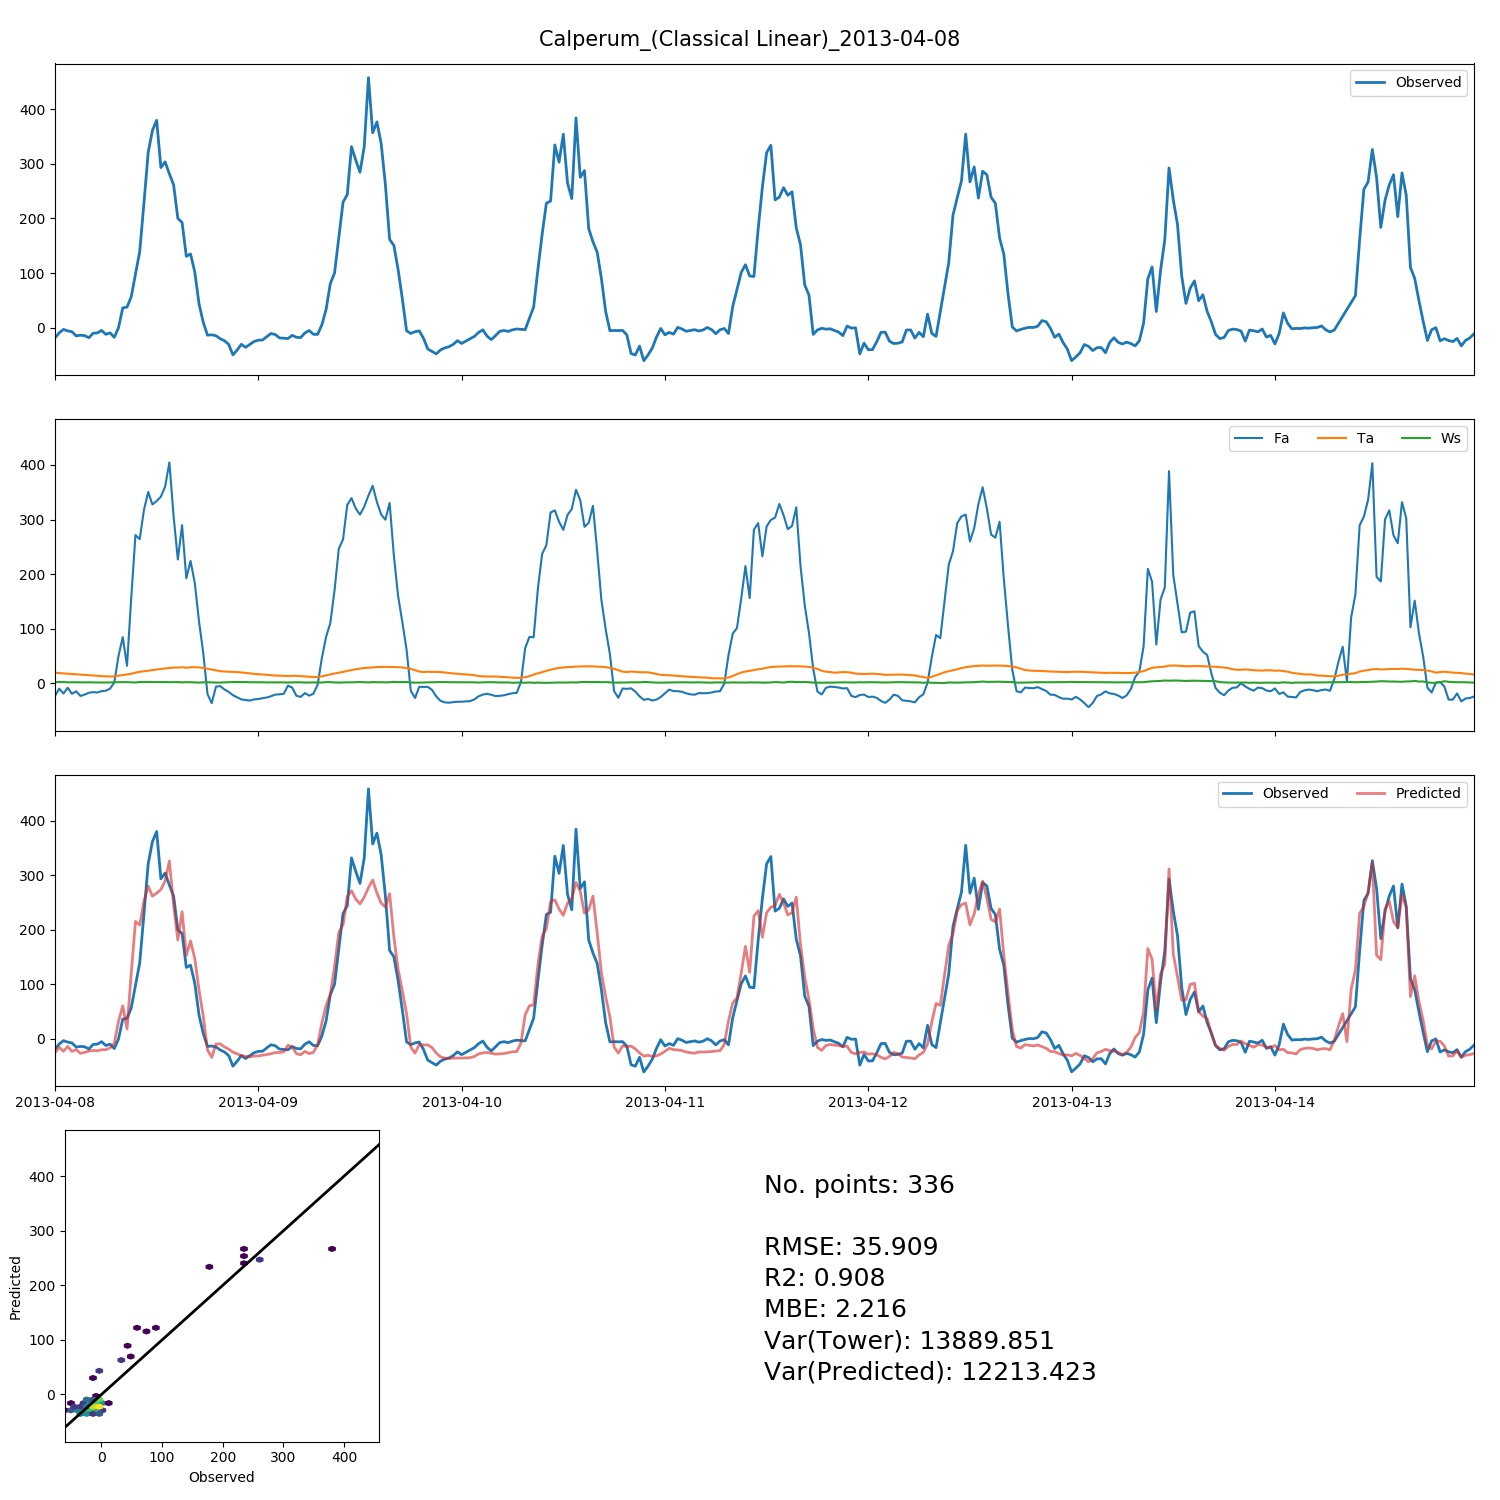 Calperum_(Classical Linear)_2013-04-08
Observed
400
300
200
100
0
Fa Ta Ws
400
300
200
100
0
Observed Predicted
400
300
200
100
0
2013-04-08 2013-04-09 2013-04-10 2013-04-11 2013-04-12 2013-04-13 2013-04-14
Predicted
400
300
200
100
0
0 100 200 300 400
Observed
No. points: 336
RMSE: 35.909
R2: 0.908
MBE: 2.216
Var(Tower): 13889.851
Var(Predicted): 12213.423